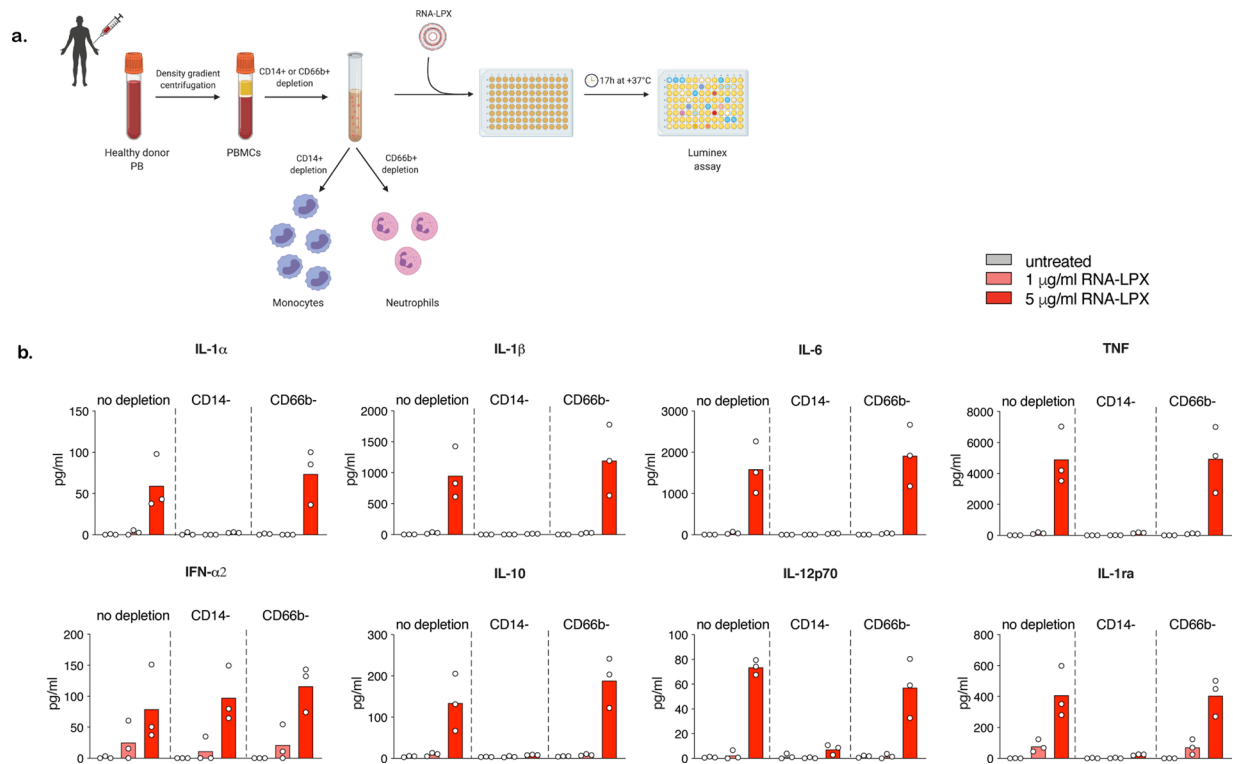 a.
RNA-LPX
Density gradient
centrifugation
CD14+ or CD66b+
depletion
17h at +37°C
Healthy donor
PB
PBMCs
CD14+
depletion
CD66b+
depletion
Luminex
assay
Monocytes
Neutrophils
untreated
1 μg/ml RNA-LPX
5 μg/ml RNA-LPX
b.
IL-1α
no depletion CD14- CD66b-
pg/ml
150
100
50
0
IL-1β
no depletion CD14- CD66b-
pg/ml
2000
1500
1000
500
0
IL-6
no depletion CD14- CD66b-
pg/ml
3000
2000
1000
0
TNF
no depletion CD14- CD66b-
pg/ml
8000
6000
4000
2000
0
IFN-α2
no depletion CD14- CD66b-
pg/ml
200
150
100
50
0
IL-10
no depletion CD14- CD66b-
pg/ml
300
200
100
0
IL-12p70
no depletion CD14- CD66b-
pg/ml
100
80
60
40
20
0
IL-1ra
no depletion CD14- CD66b-
pg/ml
800
600
400
200
0